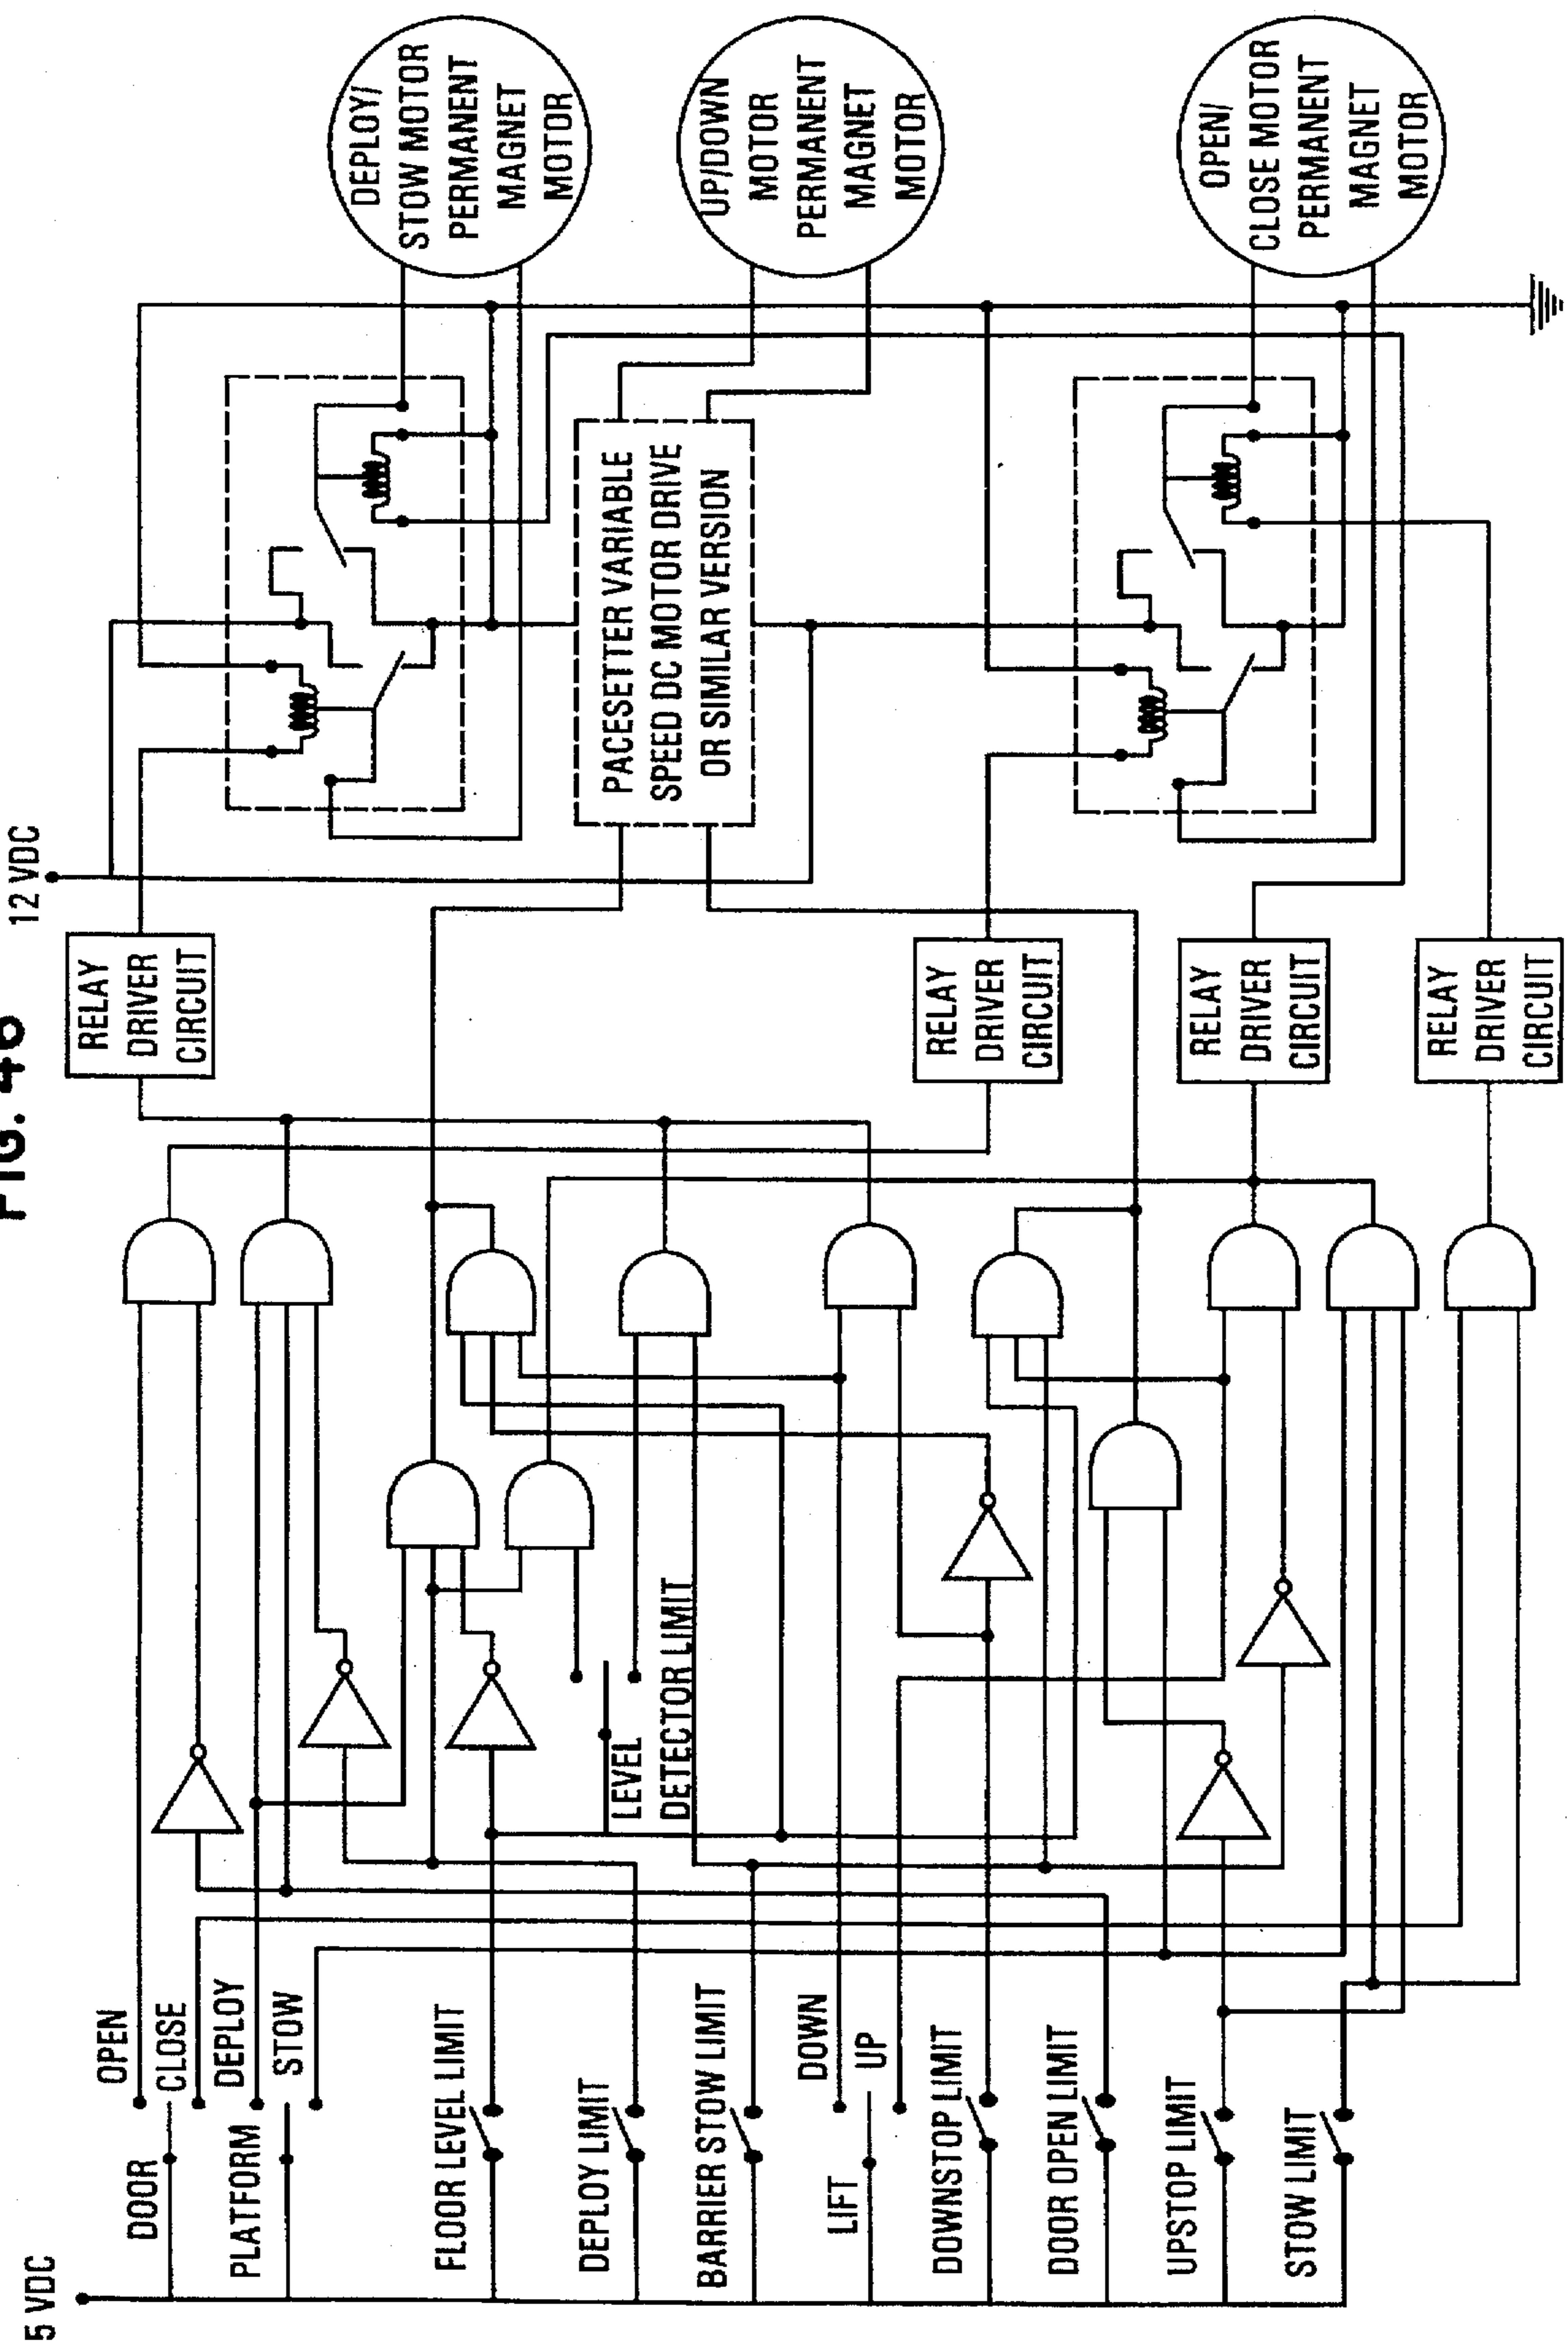 FIG. 46
5 VDC
12 VDC
DOOR
OPEN
CLOSE
PLATFORM
DEPLOY
STOW
FLOOR LEVEL LIMIT
DEPLOY LIMIT
BARRIER STOW LIMIT
LIFT
DOWN
UP
DOWNSTOP LIMIT
DOOR OPEN LIMIT
UPSTOP LIMIT
STOW LIMIT
LEVEL
DETECTOR LIMIT
RELAY
DRIVER
CIRCUIT
RELAY
DRIVER
CIRCUIT
RELAY
DRIVER
CIRCUIT
RELAY
DRIVER
CIRCUIT
PACESETTER VARIABLE
SPEED DC MOTOR DRIVE
OR SIMILAR VERSION
DEPLOY/
STOW MOTOR
PERMANENT
MAGNET
MOTOR
UP/DOWN
MOTOR
PERMANENT
MAGNET
MOTOR
OPEN/
CLOSE MOTOR
PERMANENT
MAGNET
MOTOR